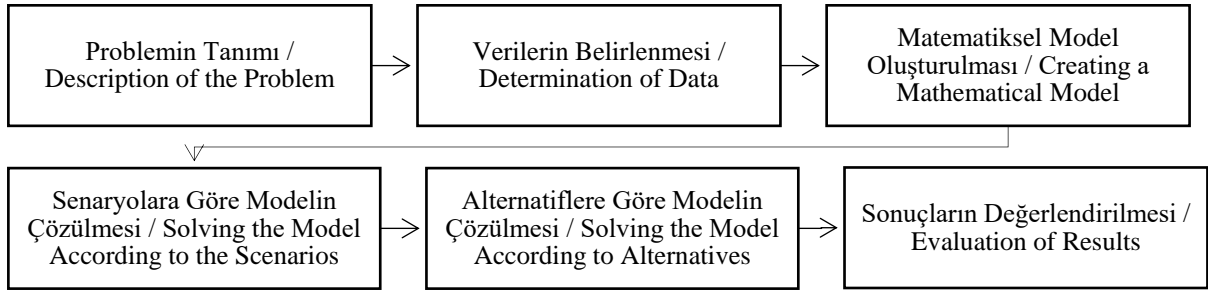 Problemin Tanımı /
Description of the Problem
Verilerin Belirlenmesi /
Determination of Data
Matematiksel Model
Oluşturulması / Creating a
Mathematical Model
Senaryolara Göre Modelin
Çözülmesi / Solving the Model
According to the Scenarios
Alternatiflere Göre Modelin
Çözülmesi / Solving the Model
According to Alternatives
Sonuçların Değerlendirilmesi /
Evaluation of Results